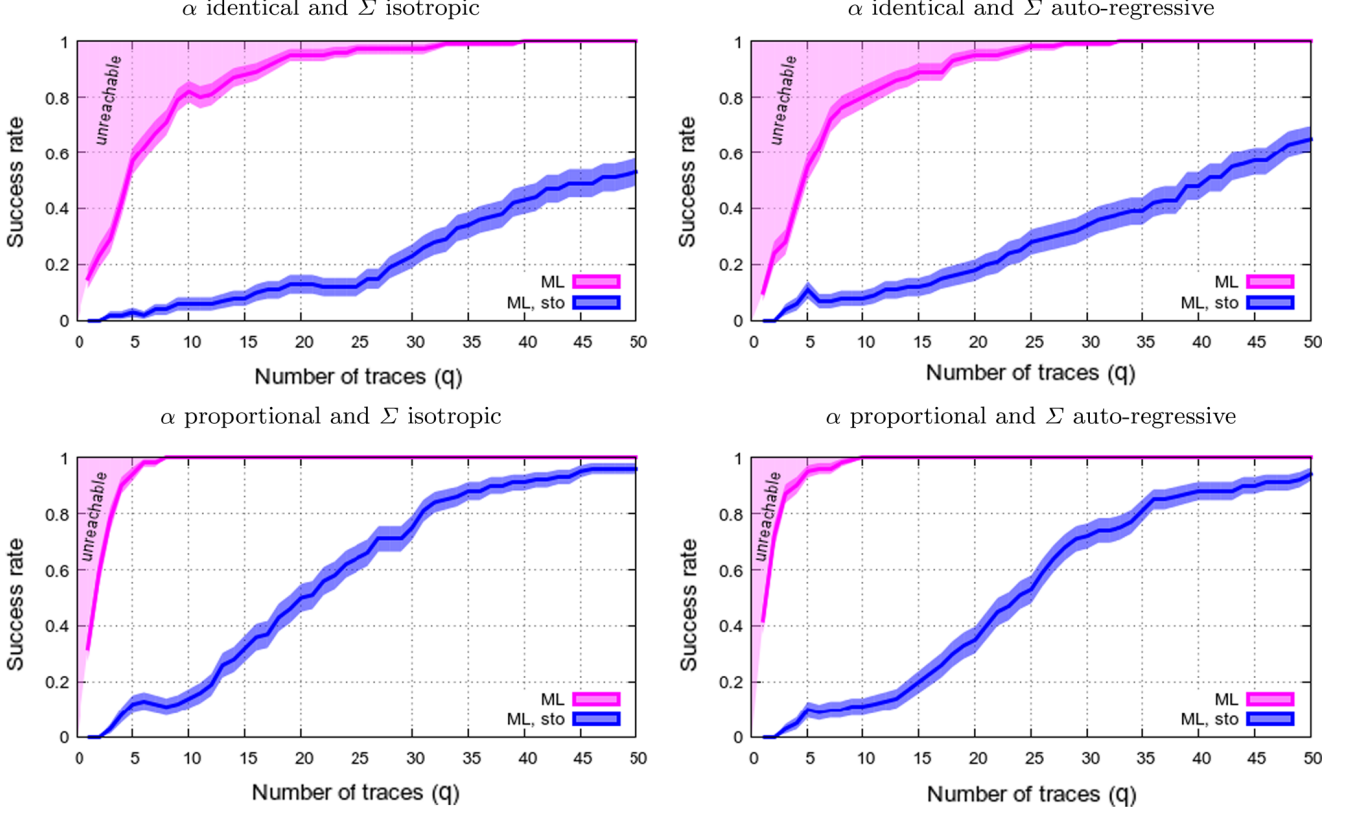 α identical and Σ isotropic
α identical and Σ auto-regressive
Success rate
1
0.8
0.6
0.4
0.2
0
unreachable
ML
ML, sto
0 5 10 15 20 25 30 35 40 45 50
Number of traces (q)
Success rate
1
0.8
0.6
0.4
0.2
0
unreachable
ML
ML, sto
0 5 10 15 20 25 30 35 40 45 50
Number of traces (q)
α proportional and Σ isotropic
α proportional and Σ auto-regressive
Success rate
1
0.8
0.6
0.4
0.2
0
unreachable
ML
ML, sto
0 5 10 15 20 25 30 35 40 45 50
Number of traces (q)
Success rate
1
0.8
0.6
0.4
0.2
0
unreachable
ML
ML, sto
0 5 10 15 20 25 30 35 40 45 50
Number of traces (q)